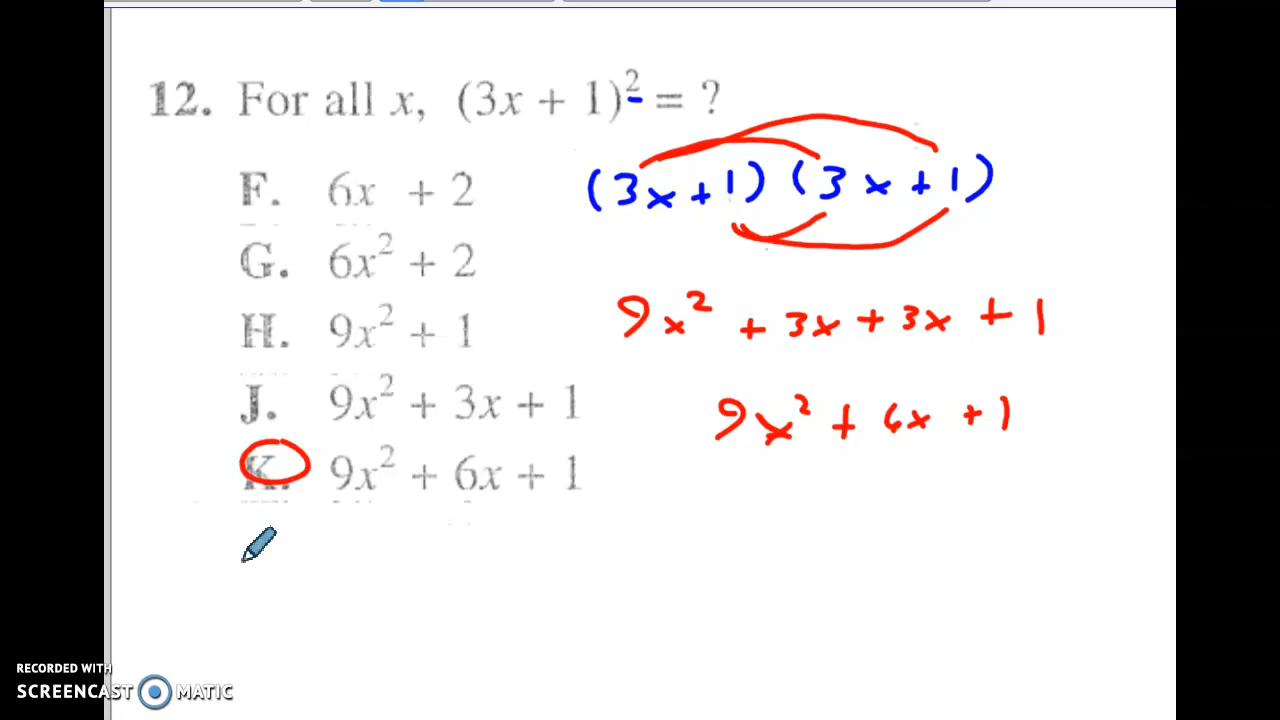 12. For all x, (3x + 1)² = ?
(3x + 1) (3x + 1)
F. 6x + 2
G. 6x² + 2
9x² + 3x + 3x + 1
H. 9x² + 1
J. 9x² + 3x + 1
9x² + 6x + 1
K. 9x² + 6x + 1
RECORDED WITH
SCREENCAST MATIC